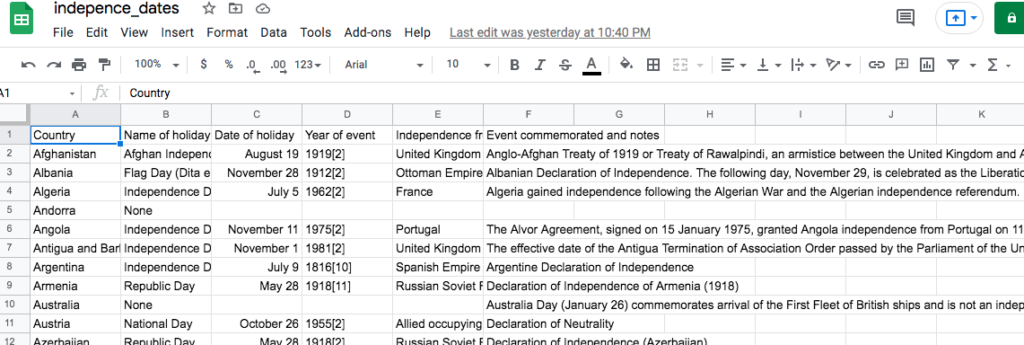 indepence_dates
File Edit View Insert Format Data Tools Add-ons Help Last edit was yesterday at 10:40 PM
100% $ % .0 .00 123 Arial 10 B I S A
A1 fx Country
A B C D E F G H I J K
1 Country Name of holiday Date of holiday Year of event Independence fr Event commemorated and notes
2 Afghanistan Afghan Independ August 19 1919[2] United Kingdom Anglo-Afghan Treaty of 1919 or Treaty of Rawalpindi, an armistice between the United Kingdom and A
3 Albania Flag Day (Dita e November 28 1912[2] Ottoman Empire Albanian Declaration of Independence. The following day, November 29, is celebrated as the Liberatio
4 Algeria Independence D July 5 1962[2] France Algeria gained independence following the Algerian War and the Algerian independence referendum.
5 Andorra None
6 Angola Independence D November 11 1975[2] Portugal The Alvor Agreement, signed on 15 January 1975, granted Angola independence from Portugal on 11
7 Antigua and Bar Independence D November 1 1981[2] United Kingdom The effective date of the Antigua Termination of Association Order passed by the Parliament of the Un
8 Argentina Independence D July 9 1816[10] Spanish Empire Argentine Declaration of Independence
9 Armenia Republic Day May 28 1918[11] Russian Soviet F Declaration of Independence of Armenia (1918)
10 Australia None Australia Day (January 26) commemorates arrival of the First Fleet of British ships and is not an indep
11 Austria National Day October 26 1955[2] Allied occupying Declaration of Neutrality
12 Azerbaijan Republic Day May 28 1918[2] Russian Soviet F Declaration of Independence (Azerbaijan)